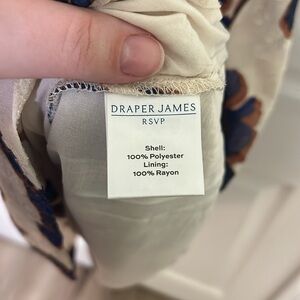 DRAPER JAMES
RSVP
Shell:
100% Polyester
Lining:
100% Rayon